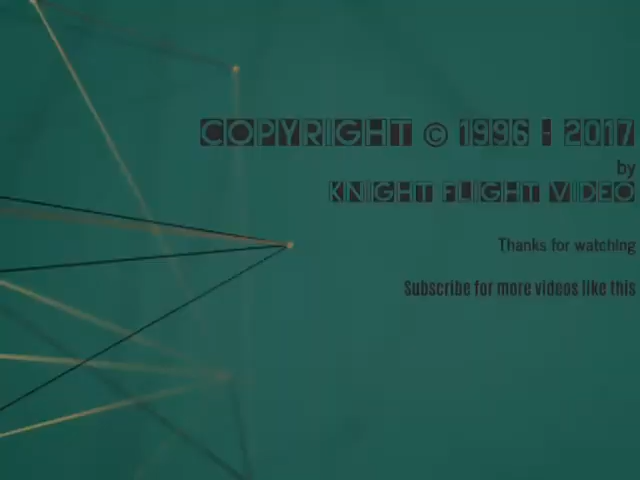 COPYRIGHT © 1996 - 2017
by
KNIGHT FLIGHT VIDEO
Thanks for watching
Subscribe for more videos like this